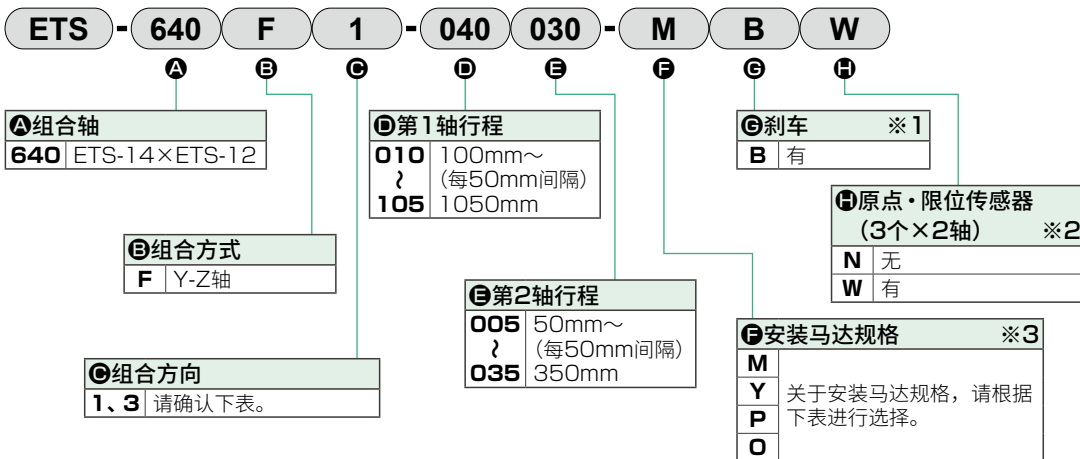 ETS - 640 F 1 - 040 030 - M B W
A B C D E F G H
A组合轴
640 ETS-14×ETS-12
B组合方式
F Y-Z轴
C组合方向
1、3 请确认下表。
D第1轴行程
010 100mm～
～ (每50mm间隔)
105 1050mm
E第2轴行程
005 50mm～
～ (每50mm间隔)
035 350mm
F安装马达规格 ※3
M
Y
P
O
关于安装马达规格，请根据
下表进行选择。
G刹车 ※1
B 有
H原点・限位传感器
(3个×2轴) ※2
N 无
W 有